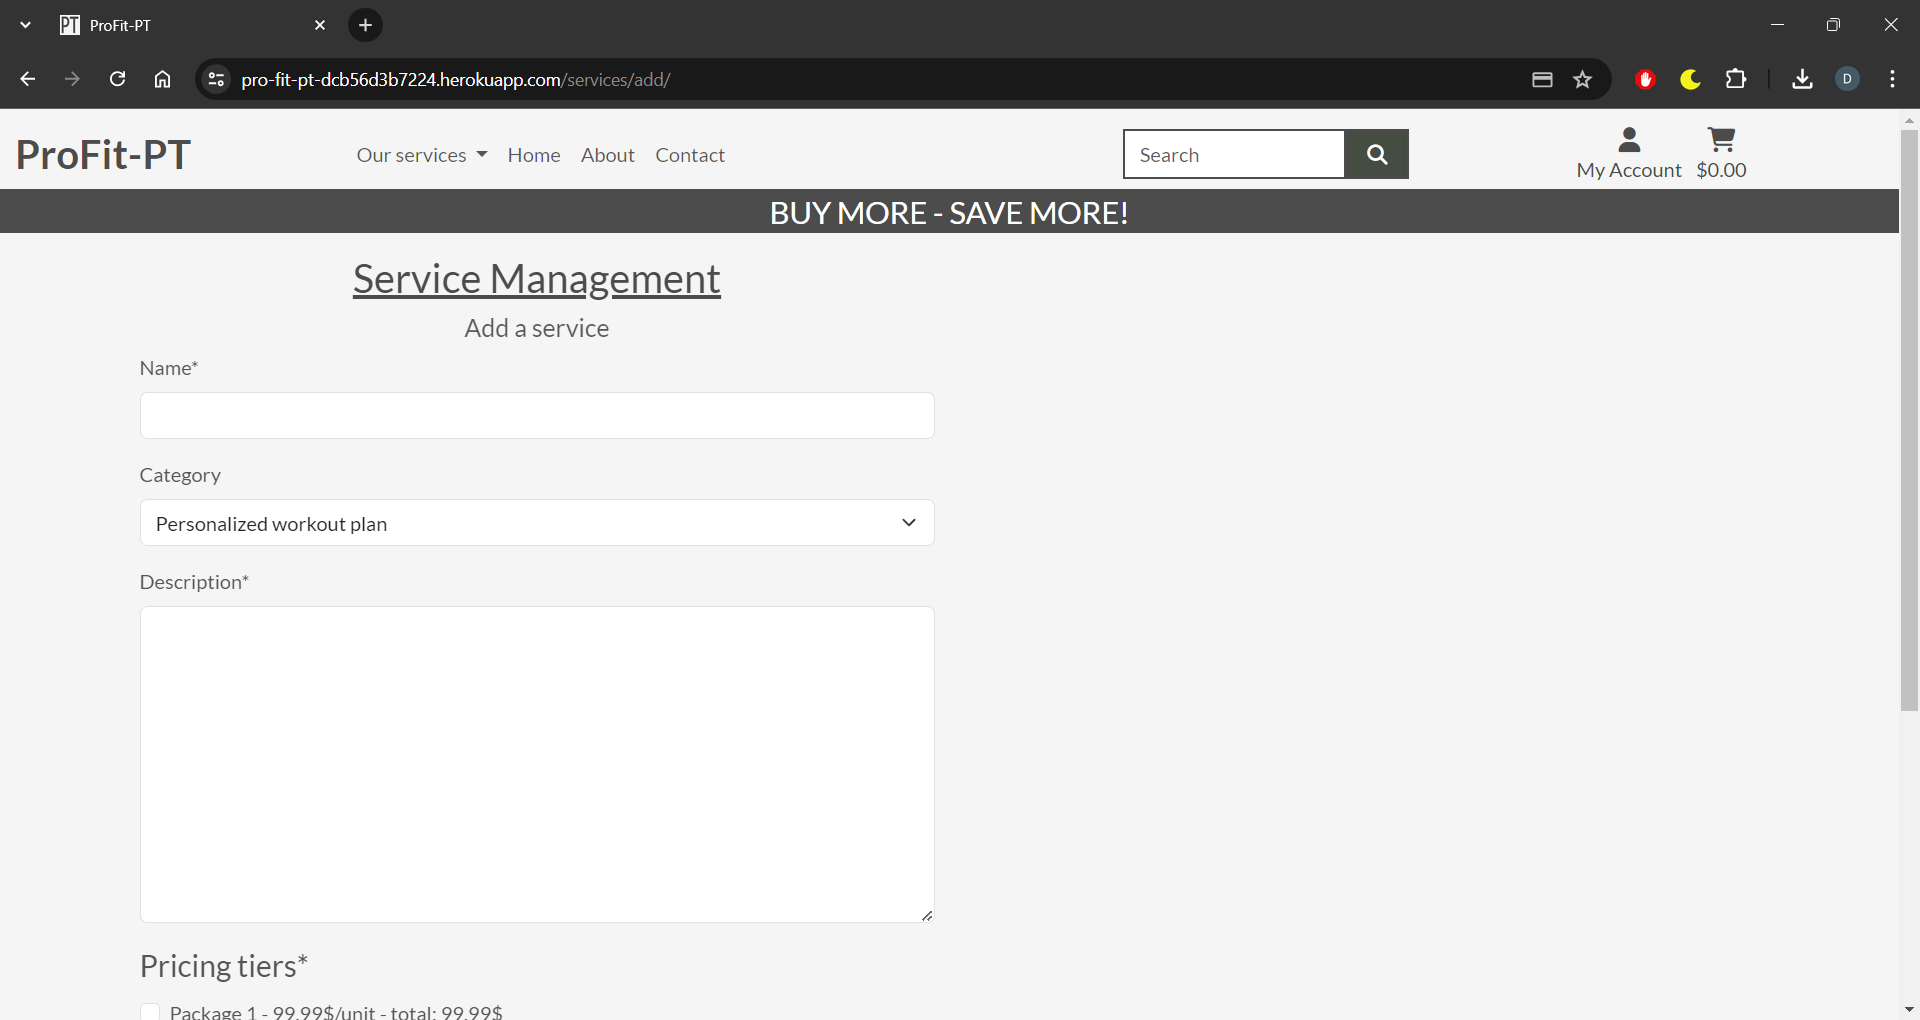 PT ProFit-PT
pro-fit-pt-dcb56d3b7224.herokuapp.com/services/add/
D
ProFit-PT
Our services Home About Contact
Search
My Account $0.00
BUY MORE - SAVE MORE!
Service Management
Add a service
Name*
Category
Personalized workout plan
Description*
Pricing tiers*
Package 1 - 99.99$/unit - total: 99.99$